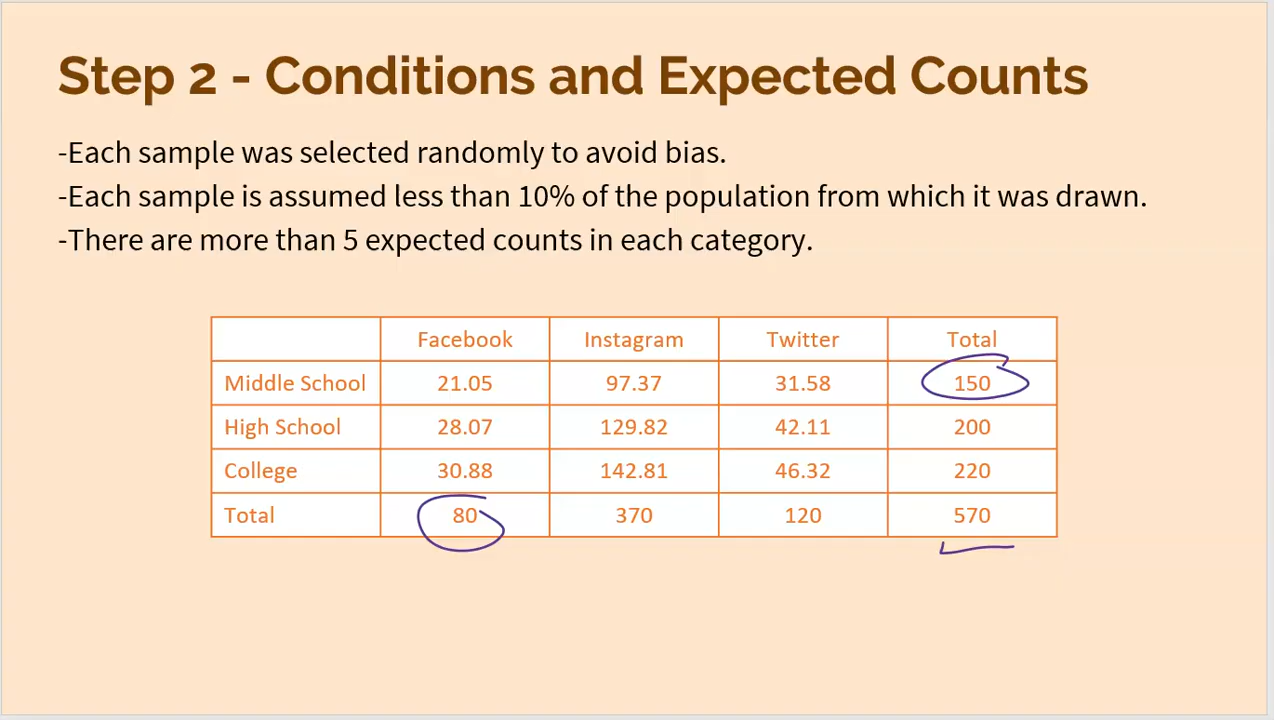 Step 2 - Conditions and Expected Counts
-Each sample was selected randomly to avoid bias.
-Each sample is assumed less than 10% of the population from which it was drawn.
-There are more than 5 expected counts in each category.
Facebook Instagram Twitter Total
Middle School 21.05 97.37 31.58 150
High School 28.07 129.82 42.11 200
College 30.88 142.81 46.32 220
Total 80 370 120 570